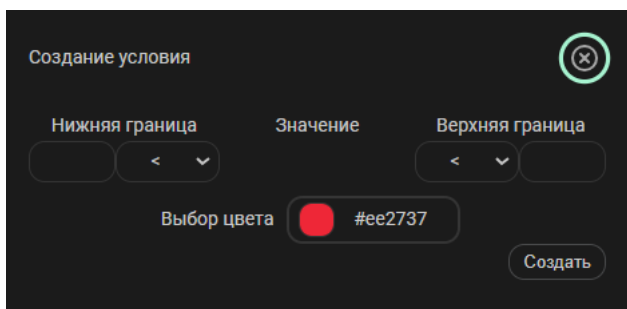 Создание условия
Нижняя граница Значение Верхняя граница
< <
Выбор цвета #ee2737
Создать